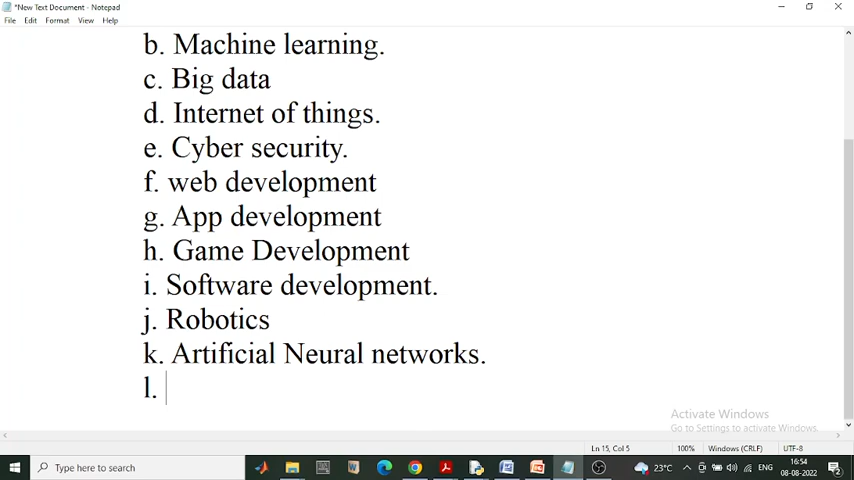 *New Text Document - Notepad
File Edit Format View Help
b. Machine learning.
c. Big data
d. Internet of things.
e. Cyber security.
f. web development
g. App development
h. Game Development
i. Software development.
j. Robotics
k. Artificial Neural networks.
l.
Activate Windows
Go to Settings to activate Windows.
Ln 15, Col 5 100% Windows (CRLF) UTF-8
Type here to search 23°C ENG 16:54
08-08-2022 2